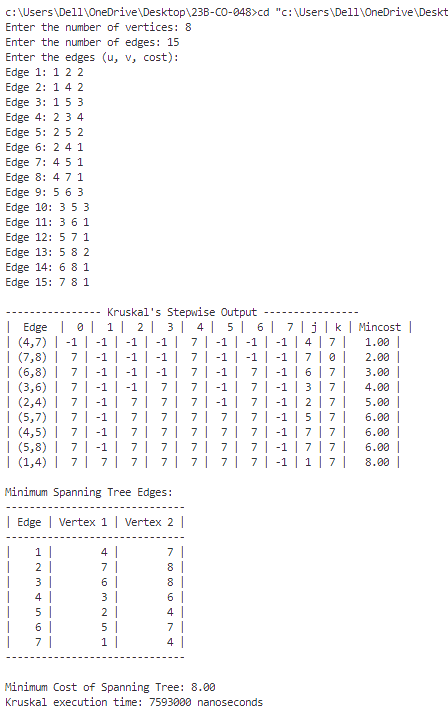 c:\Users\Dell\OneDrive\Desktop\23B-CO-048>cd "c:\Users\Dell\OneDrive\Deskt
Enter the number of vertices: 8
Enter the number of edges: 15
Enter the edges (u, v, cost):
Edge 1: 1 2 2
Edge 2: 1 4 2
Edge 3: 1 5 3
Edge 4: 2 3 4
Edge 5: 2 5 2
Edge 6: 2 4 1
Edge 7: 4 5 1
Edge 8: 4 7 1
Edge 9: 5 6 3
Edge 10: 3 5 3
Edge 11: 3 6 1
Edge 12: 5 7 1
Edge 13: 5 8 2
Edge 14: 6 8 1
Edge 15: 7 8 1
---------------- Kruskal's Stepwise Output ----------------
| Edge | 0 | 1 | 2 | 3 | 4 | 5 | 6 | 7 | j | k | Mincost |
| (4,7) | -1 | -1 | -1 | -1 | 7 | -1 | -1 | -1 | 4 | 7 | 1.00 |
| (7,8) | 7 | -1 | -1 | -1 | 7 | -1 | -1 | -1 | 7 | 0 | 2.00 |
| (6,8) | 7 | -1 | -1 | -1 | 7 | -1 | 7 | -1 | 6 | 7 | 3.00 |
| (3,6) | 7 | -1 | -1 | 7 | 7 | -1 | 7 | -1 | 3 | 7 | 4.00 |
| (2,4) | 7 | -1 | 7 | 7 | 7 | -1 | 7 | -1 | 2 | 7 | 5.00 |
| (5,7) | 7 | -1 | 7 | 7 | 7 | 7 | 7 | -1 | 5 | 7 | 6.00 |
| (4,5) | 7 | -1 | 7 | 7 | 7 | 7 | 7 | -1 | 7 | 7 | 6.00 |
| (5,8) | 7 | -1 | 7 | 7 | 7 | 7 | 7 | -1 | 7 | 7 | 6.00 |
| (1,4) | 7 | 7 | 7 | 7 | 7 | 7 | 7 | -1 | 1 | 7 | 8.00 |
Minimum Spanning Tree Edges:
------------------------------
| Edge | Vertex 1 | Vertex 2 |
------------------------------
| 1 | 4 | 7 |
| 2 | 7 | 8 |
| 3 | 6 | 8 |
| 4 | 3 | 6 |
| 5 | 2 | 4 |
| 6 | 5 | 7 |
| 7 | 1 | 4 |
------------------------------
Minimum Cost of Spanning Tree: 8.00
Kruskal execution time: 7593000 nanoseconds